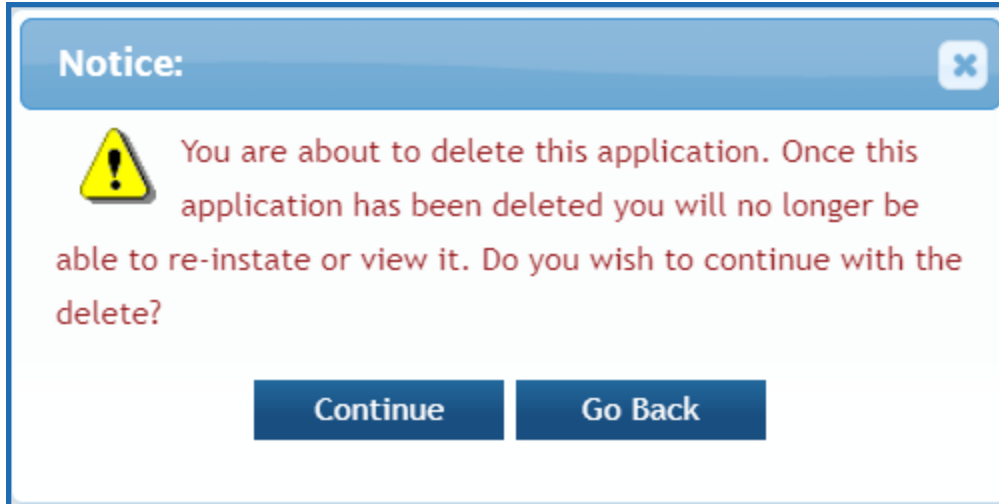 Notice:
You are about to delete this application. Once this
application has been deleted you will no longer be
able to re-instate or view it. Do you wish to continue with the
delete?
Continue
Go Back